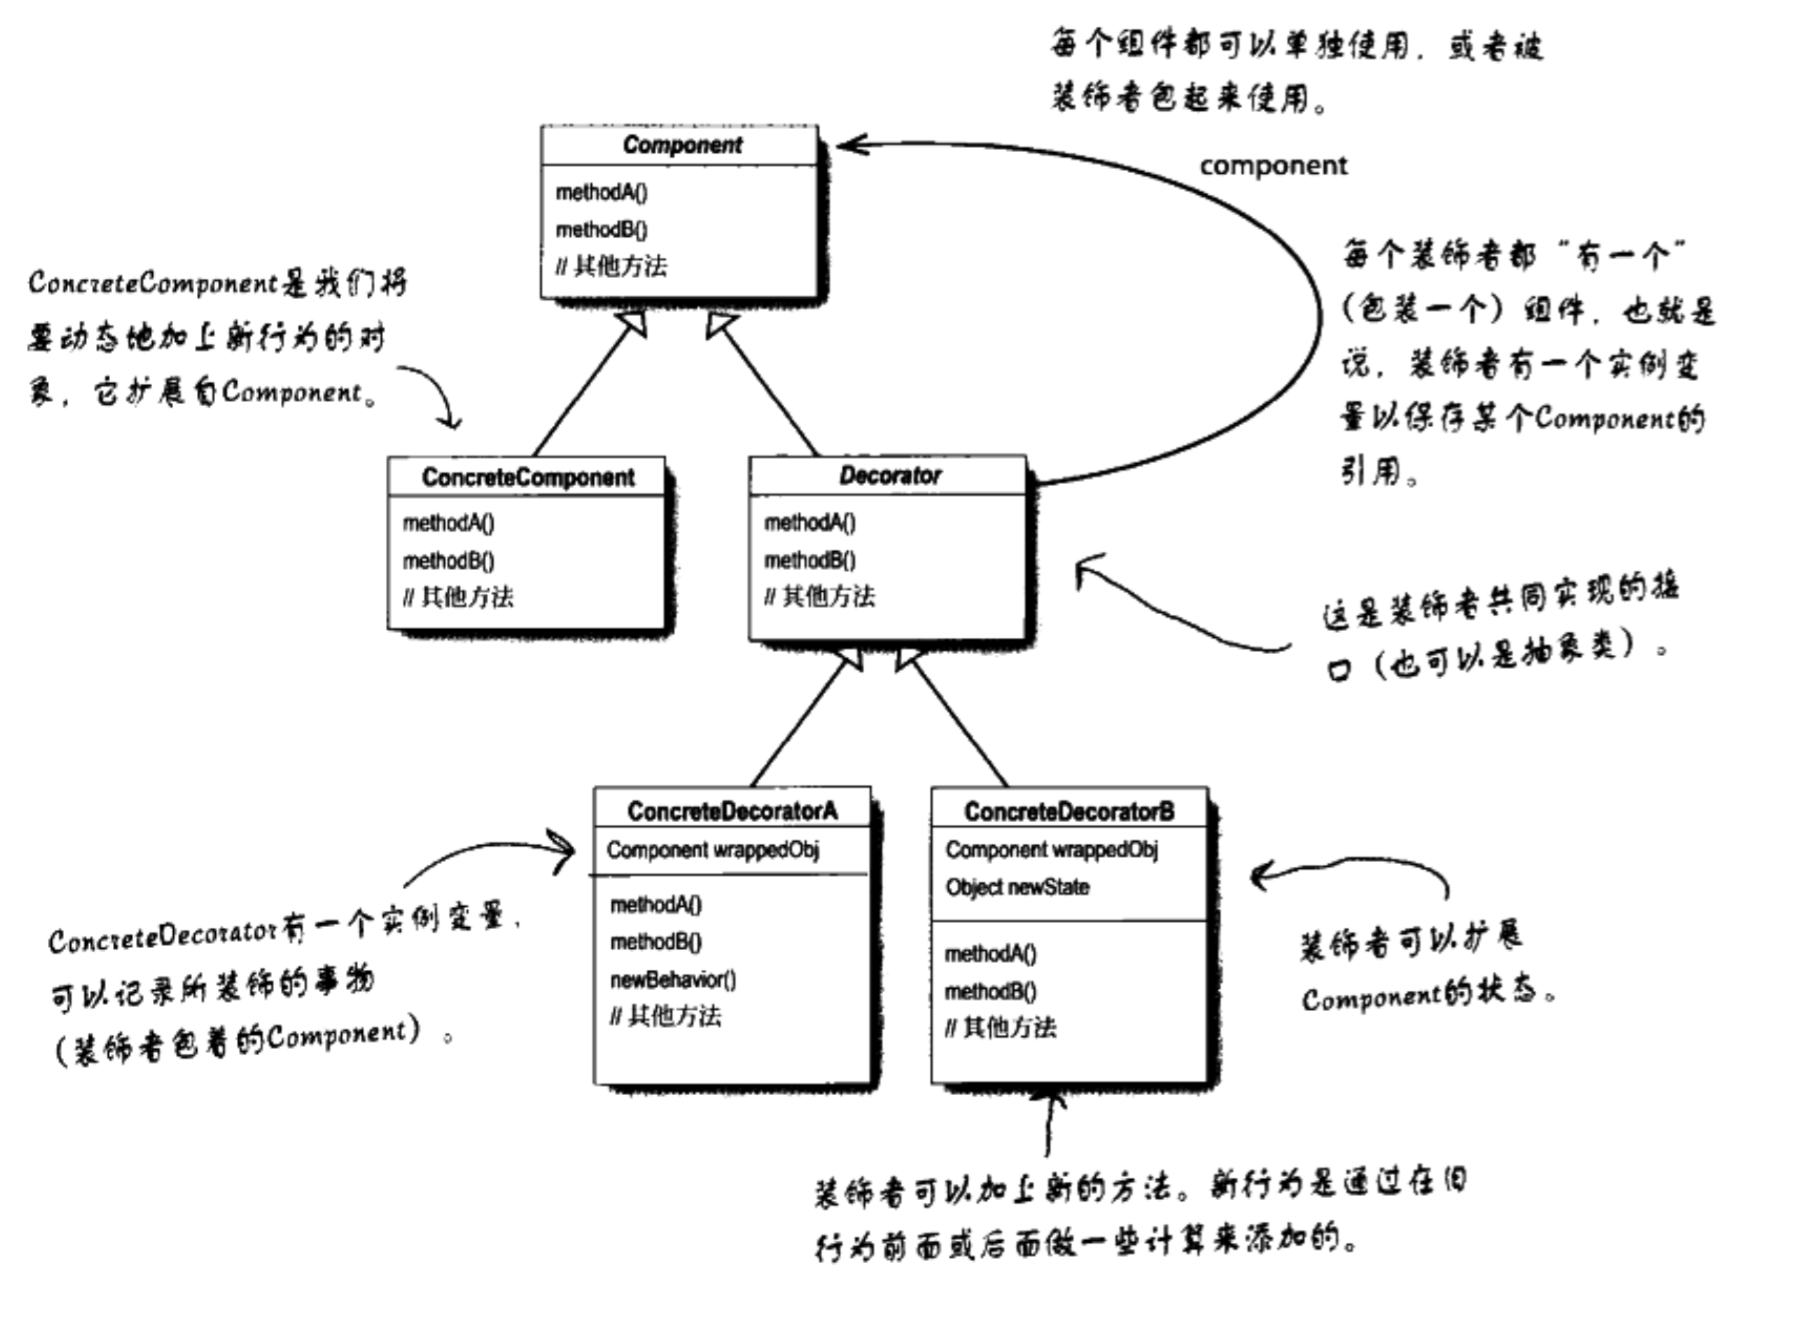 每个组件都可以单独使用，或者被
装饰者包起来使用。
Component
methodA()
methodB()
// 其他方法
component
每个装饰者都“有一个”
（包装一个）组件，也就是
说，装饰者有一个实例变
量以保存某个Component的
引用。
ConcreteComponent是我们将
要动态地加上新行为的对
象，它扩展自Component。
ConcreteComponent
methodA()
methodB()
// 其他方法
Decorator
methodA()
methodB()
// 其他方法
这是装饰者共同实现的接
口（也可以是抽象类）。
ConcreteDecoratorA
Component wrappedObj
methodA()
methodB()
newBehavior()
// 其他方法
ConcreteDecoratorB
Component wrappedObj
Object newState
methodA()
methodB()
// 其他方法
ConcreteDecorator有一个实例变量，
可以记录所装饰的事物
（装饰者包着的Component）。
装饰者可以扩展
Component的状态。
装饰者可以加上新的方法。新行为是通过在旧
行为前面或后面做一些计算来添加的。